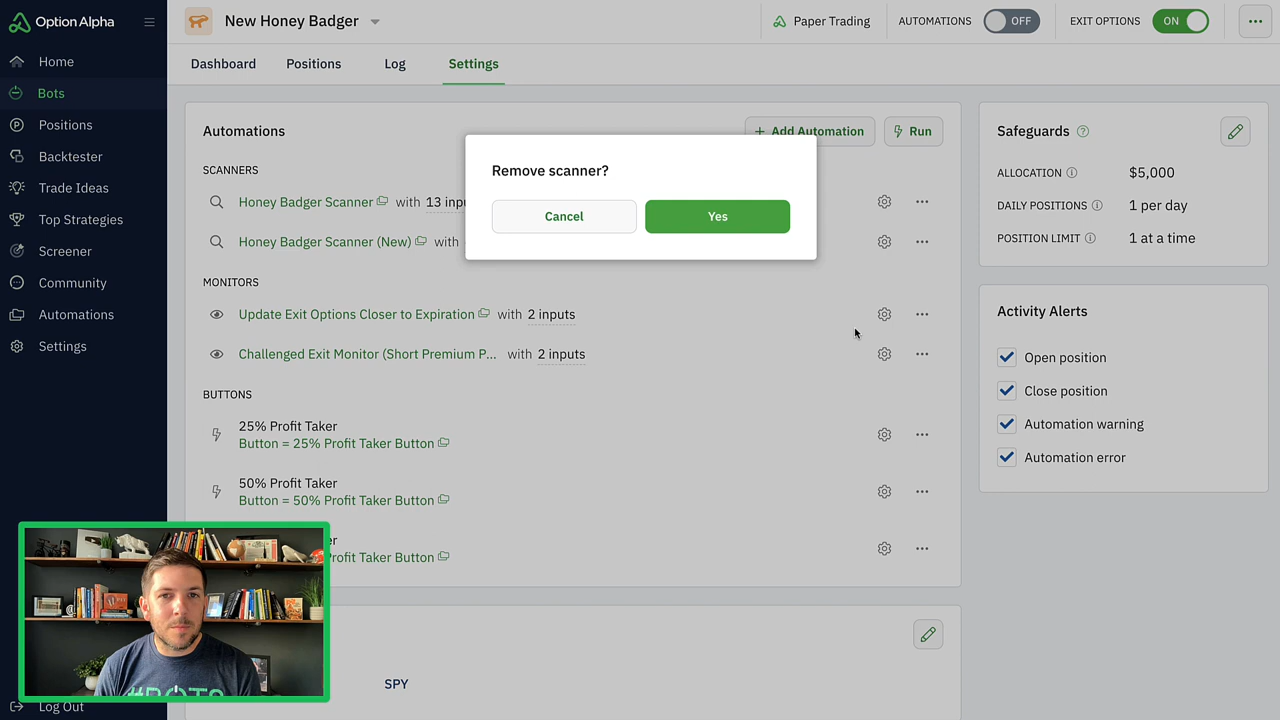 Option Alpha
New Honey Badger
Paper Trading
AUTOMATIONS
OFF
EXIT OPTIONS
ON
Home
Bots
Positions
Backtester
Trade Ideas
Top Strategies
Screener
Community
Automations
Settings
Log Out
Dashboard
Positions
Log
Settings
Automations
+ Add Automation
Run
SCANNERS
Honey Badger Scanner with 13 inpu
Honey Badger Scanner (New) with
Remove scanner?
Cancel
Yes
MONITORS
Update Exit Options Closer to Expiration with 2 inputs
Challenged Exit Monitor (Short Premium P... with 2 inputs
BUTTONS
25% Profit Taker
Button = 25% Profit Taker Button
50% Profit Taker
Button = 50% Profit Taker Button
er
rofit Taker Button
SPY
Safeguards
ALLOCATION $5,000
DAILY POSITIONS 1 per day
POSITION LIMIT 1 at a time
Activity Alerts
Open position
Close position
Automation warning
Automation error
#BOTS